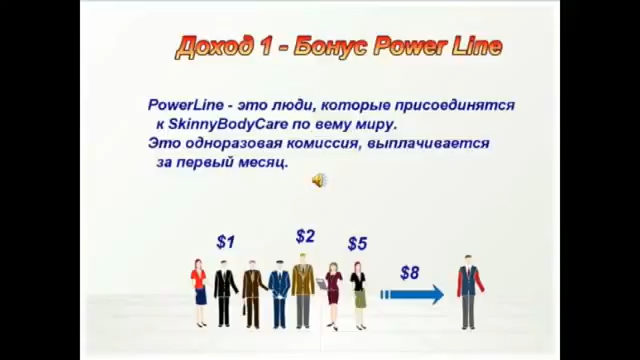 Доход 1 - Бонус Power Line
PowerLine - это люди, которые присоединятся
к SkinnyBodyCare по вему миру.
Это одноразовая комиссия, выплачивается
за первый месяц.
$1
$2
$5
$8